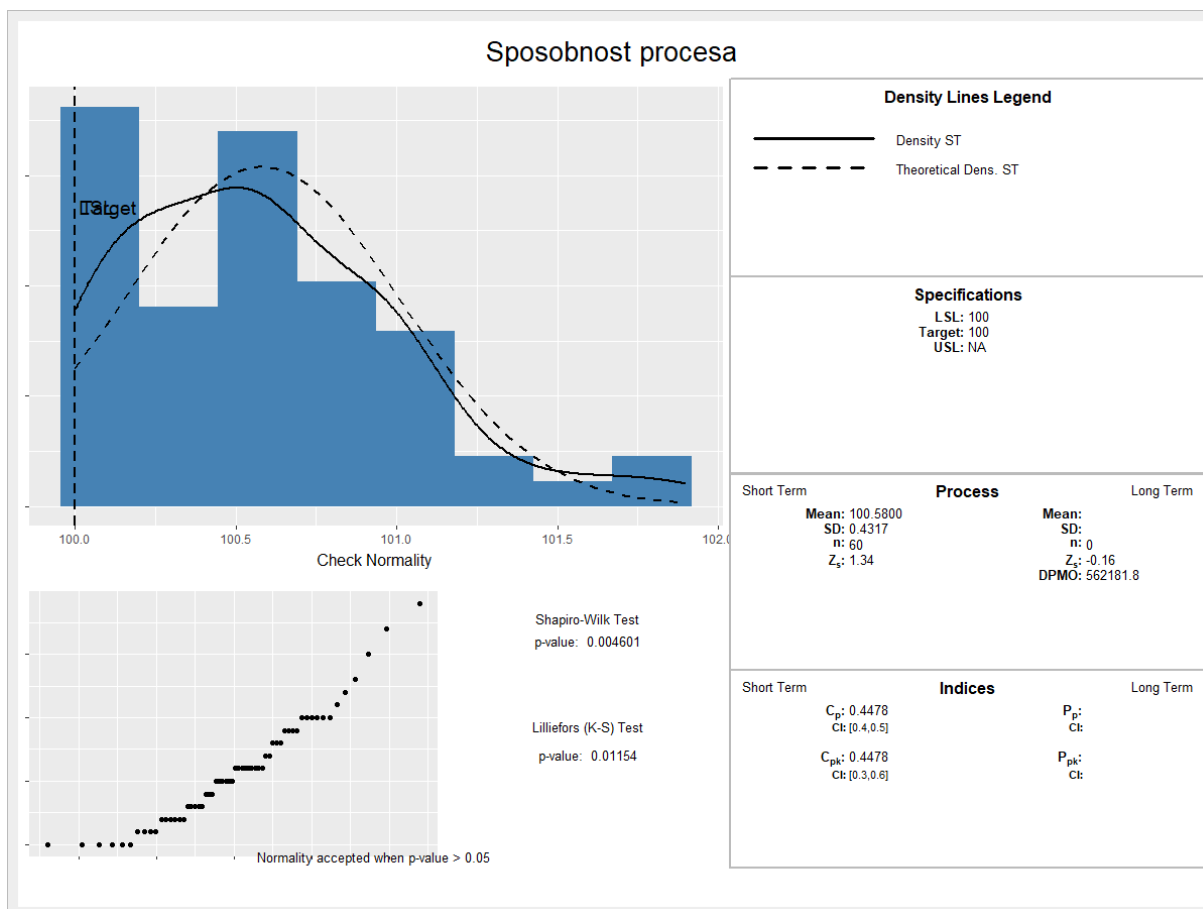 Sposobnost procesa
LSL
Target
100.0 100.5 101.0 101.5 102.0
Check Normality
Shapiro-Wilk Test
p-value: 0.004601
Lilliefors (K-S) Test
p-value: 0.01154
Normality accepted when p-value > 0.05
Density Lines Legend
Density ST
Theoretical Dens. ST
Specifications
LSL: 100
Target: 100
USL: NA
Short Term Process Long Term
Mean: 100.5800 Mean:
SD: 0.4317 SD:
n: 60 n: 0
Zs: 1.34 Zs: -0.16
DPMO: 562181.8
Short Term Indices Long Term
Cp: 0.4478 Pp:
CI: [0.4,0.5] CI:
Cpk: 0.4478 Ppk:
CI: [0.3,0.6] CI: